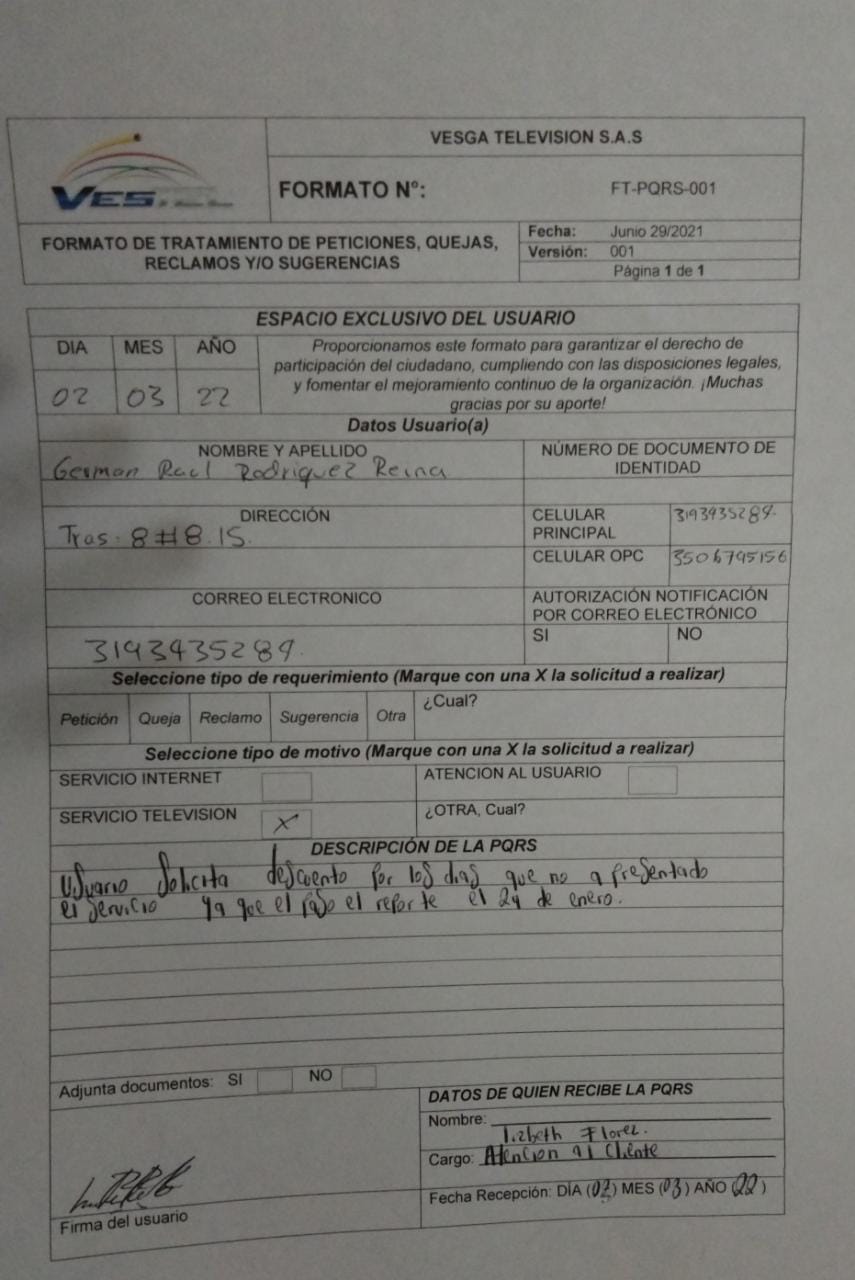 VESTEL
VESGA TELEVISION S.A.S
FORMATO N°: FT-PQRS-001
FORMATO DE TRATAMIENTO DE PETICIONES, QUEJAS,
RECLAMOS Y/O SUGERENCIAS
Fecha: Junio 29/2021
Versión: 001
Página 1 de 1
ESPACIO EXCLUSIVO DEL USUARIO
DIA MES AÑO
02 03 22
Proporcionamos este formato para garantizar el derecho de
participación del ciudadano, cumpliendo con las disposiciones legales,
y fomentar el mejoramiento continuo de la organización. ¡Muchas
gracias por su aporte!
Datos Usuario(a)
NOMBRE Y APELLIDO
German Raul Rodriguez Reina
NÚMERO DE DOCUMENTO DE
IDENTIDAD
DIRECCIÓN
Tras. 8#8.15.
CELULAR
PRINCIPAL
3193935289.
CELULAR OPC 3506795156
CORREO ELECTRONICO
3193935289.
AUTORIZACIÓN NOTIFICACIÓN
POR CORREO ELECTRÓNICO
SI NO
Seleccione tipo de requerimiento (Marque con una X la solicitud a realizar)
Petición Queja Reclamo Sugerencia Otra ¿Cual?
Seleccione tipo de motivo (Marque con una X la solicitud a realizar)
SERVICIO INTERNET ATENCION AL USUARIO
SERVICIO TELEVISION X ¿OTRA, Cual?
DESCRIPCIÓN DE LA PQRS
Usuario Solicita descuento por los dias que no a presentado
el servicio ya que el paso el reporte el 24 de enero.
Adjunta documentos: SI NO
DATOS DE QUIEN RECIBE LA PQRS
Nombre: Lizbeth Florez.
Cargo: Atencion al Cliente
Fecha Recepción: DÍA (02) MES (03) AÑO (22)
Firma del usuario